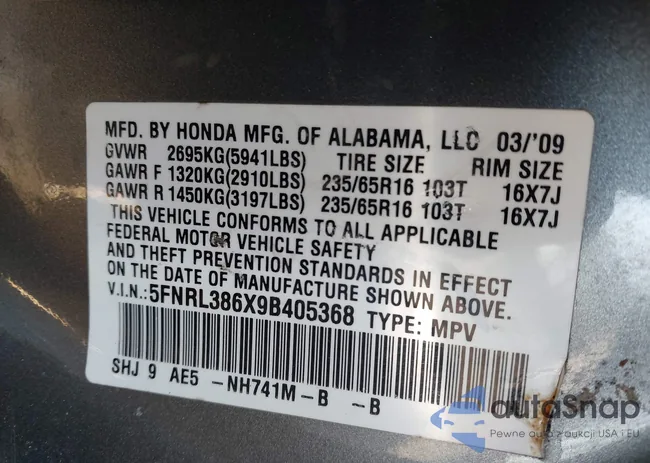 MFD. BY HONDA MFG. OF ALABAMA, LLC 03/'09
GVWR 2695KG(5941LBS) TIRE SIZE RIM SIZE
GAWR F 1320KG(2910LBS) 235/65R16 103T 16X7J
GAWR R 1450KG(3197LBS) 235/65R16 103T 16X7J
THIS VEHICLE CONFORMS TO ALL APPLICABLE
FEDERAL MOTOR VEHICLE SAFETY
AND THEFT PREVENTION STANDARDS IN EFFECT
ON THE DATE OF MANUFACTURE SHOWN ABOVE.
V.I.N.: 5FNRL386X9B405368 TYPE: MPV
SHJ 9 AE5 -NH741M-B -B
autoSnap
Pewne auto z aukcji USA i EU